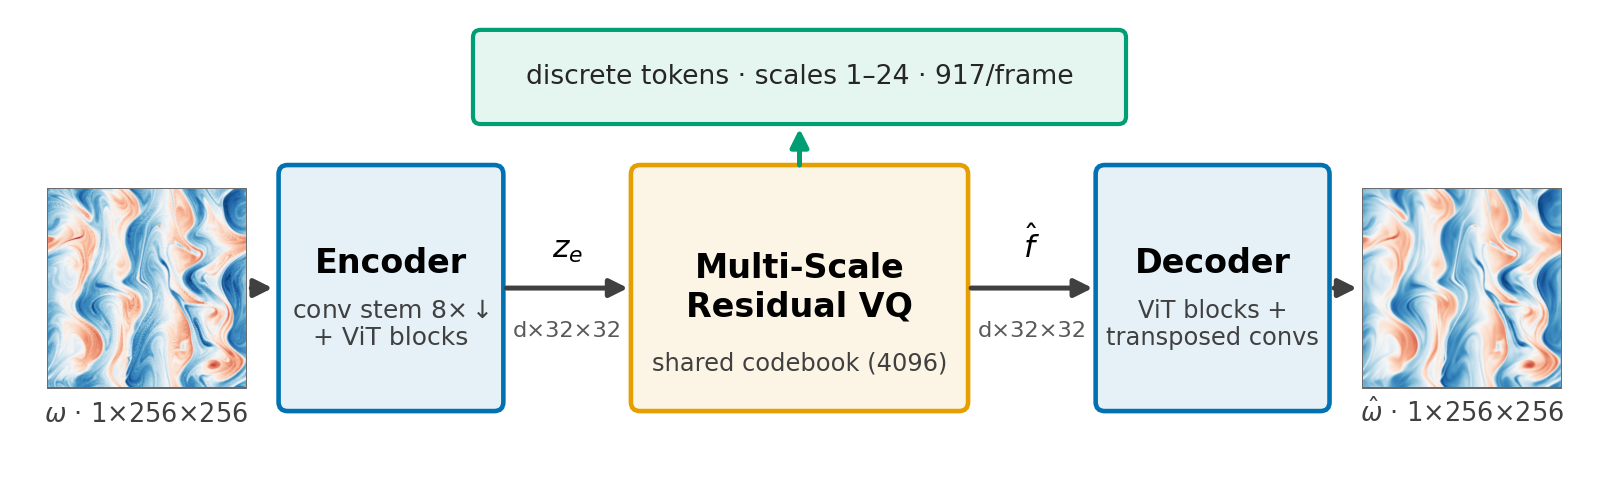 discrete tokens · scales 1–24 · 917/frame
ω · 1×256×256
Encoder
conv stem 8×↓
+ ViT blocks
z_e
d×32×32
Multi-Scale
Residual VQ
shared codebook (4096)
f̂
d×32×32
Decoder
ViT blocks +
transposed convs
ω̂ · 1×256×256